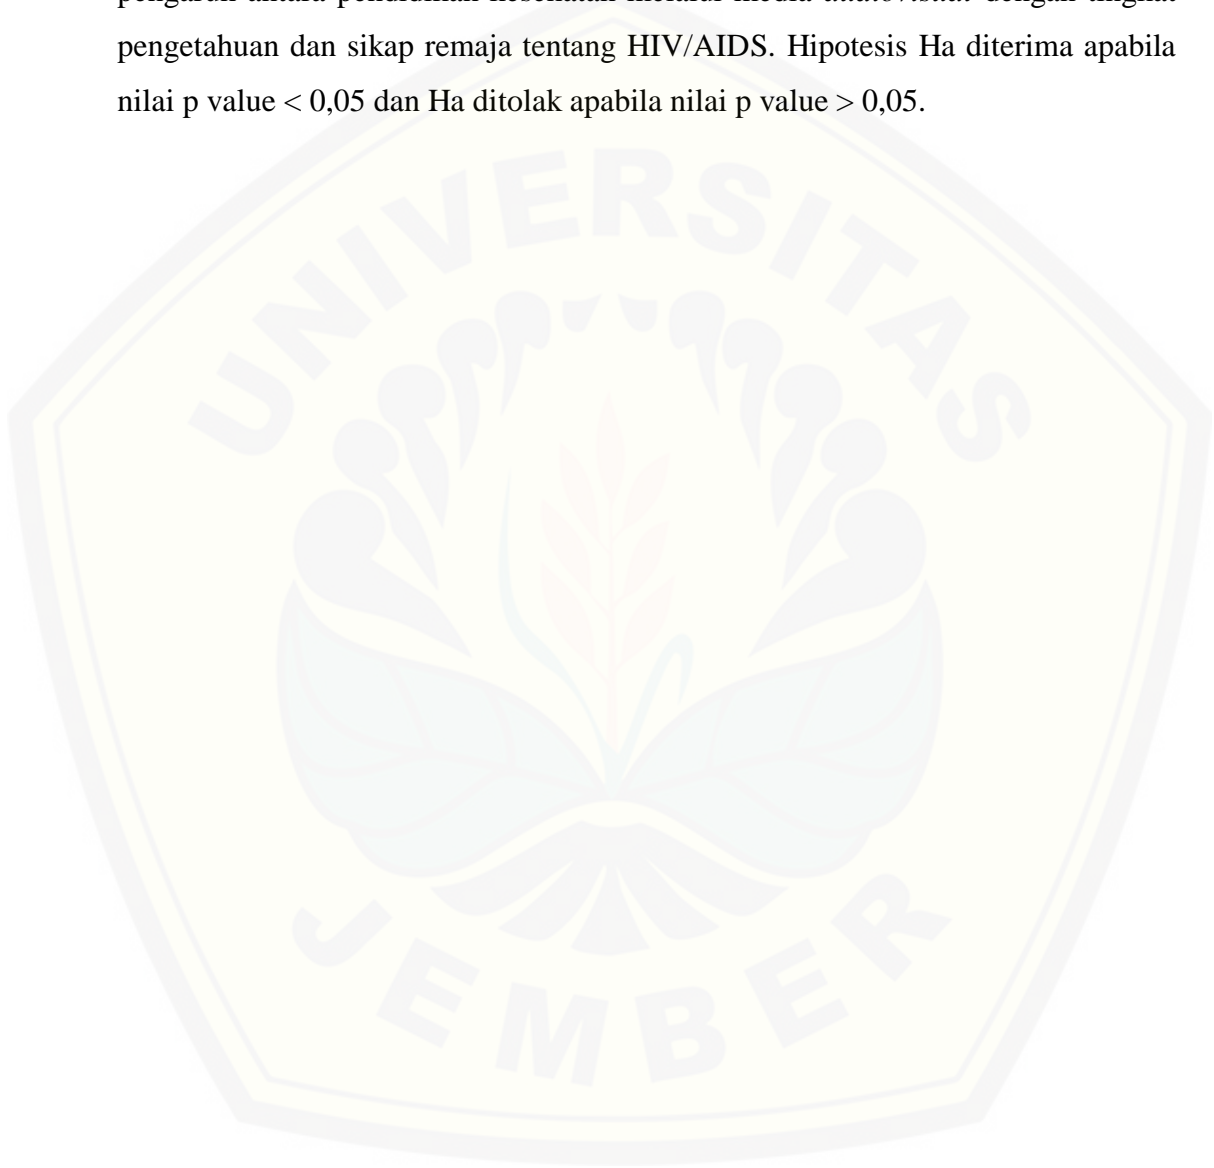 pengaruh antara pendidikan kesehatan melalui media audiovisual dengan tingkat
pengetahuan dan sikap remaja tentang HIV/AIDS. Hipotesis Ha diterima apabila
nilai p value < 0,05 dan Ha ditolak apabila nilai p value > 0,05.
UNIVERSITAS
JEMBER